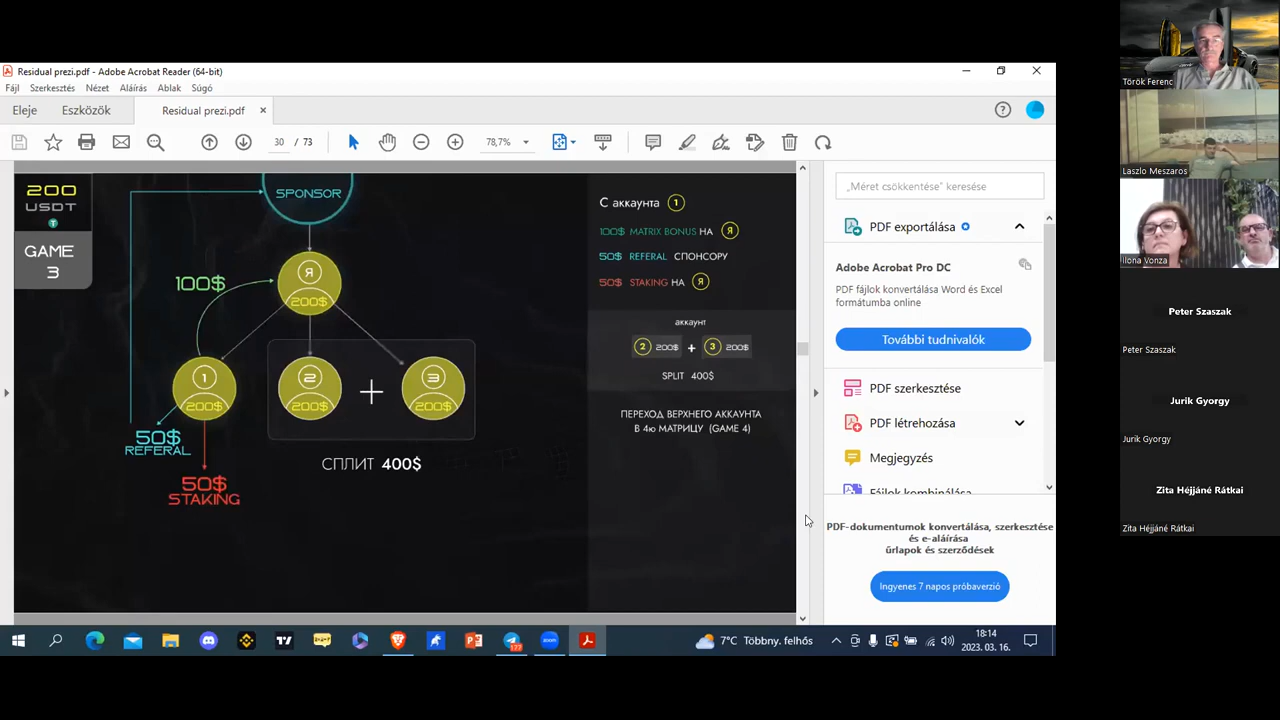 Residual prezi.pdf - Adobe Acrobat Reader (64-bit)
Fájl Szerkesztés Nézet Aláírás Ablak Súgó
Eleje Eszközök Residual prezi.pdf
30 / 73 78,7%
200
USDT
GAME
3
SPONSOR
Я
200$
100$
1
200$
2
200$
+
3
200$
50$
REFERAL
50$
STAKING
СПЛИТ 400$
С аккаунта 1
100$ MATRIX BONUS НА Я
50$ REFERAL СПОНСОРУ
50$ STAKING НА Я
аккаунт
2 200$ + 3 200$
SPLIT 400$
ПЕРЕХОД ВЕРХНЕГО АККАУНТА
В 4ю МАТРИЦУ (GAME 4)
„Méret csökkentése” keresése
PDF exportálása
Adobe Acrobat Pro DC
PDF fájlok konvertálása Word és Excel
formátumba online
További tudnivalók
PDF szerkesztése
PDF létrehozása
Megjegyzés
Fájlok kombinálása
PDF-dokumentumok konvertálása, szerkesztése
és e-aláírása
űrlapok és szerződések
Ingyenes 7 napos próbaverzió
177
zoom
7°C Többny. felhős
18:14
2023. 03. 16.
Török Ferenc
Laszlo Meszaros
Ilona Vonza
Peter Szaszak
Peter Szaszak
Jurik Gyorgy
Jurik Gyorgy
Zita Héjjáné Rátkai
Zita Héjjáné Rátkai